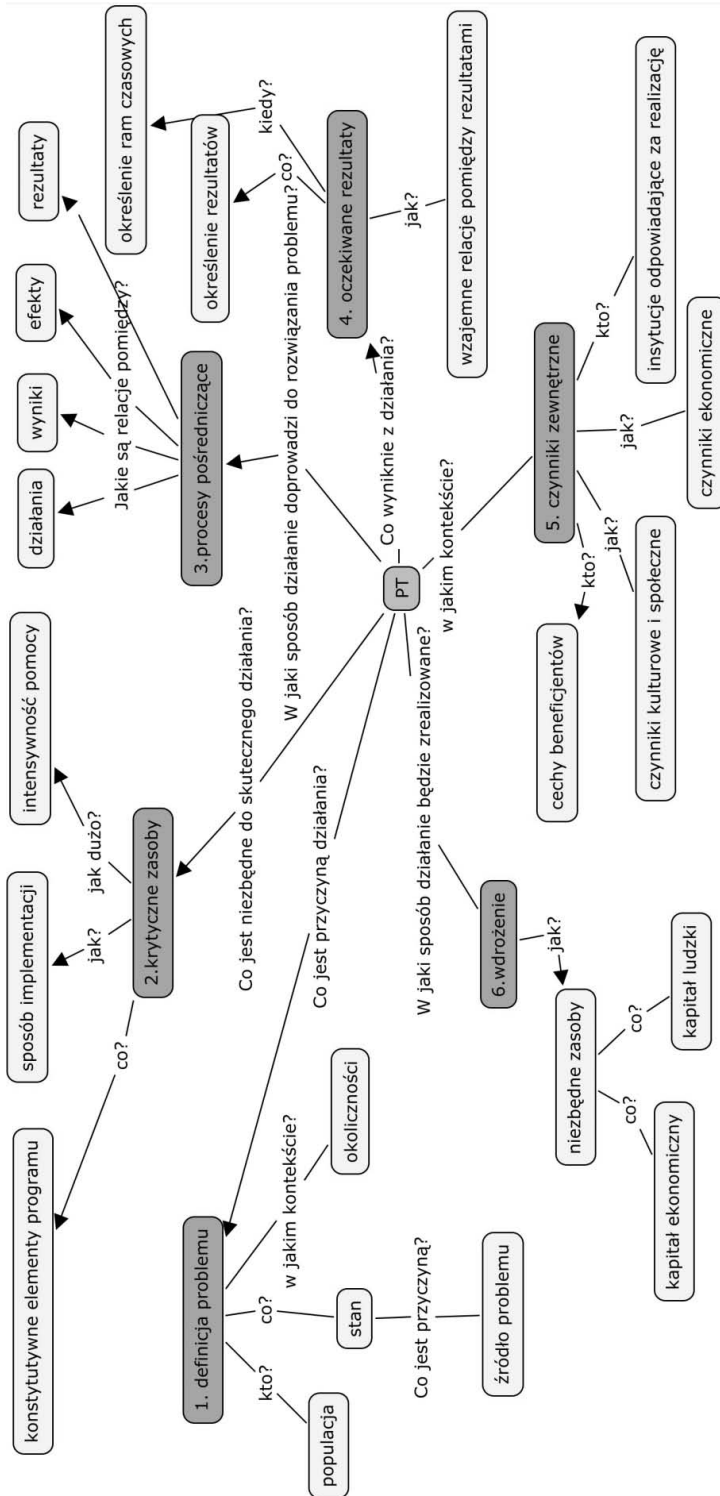 konstytutywne elementy programu
sposób implementacji
intensywność pomocy
działania
wyniki
efekty
rezultaty
co?
jak?
jak dużo?
Jakie są relacje pomiędzy?
określenie ram czasowych
2.krytyczne zasoby
3.procesy pośredniczące
określenie rezultatów
kiedy?
co?
1. definicja problemu
Co jest niezbędne do skutecznego działania?
W jaki sposób działanie doprowadzi do rozwiązania problemu?
4. oczekiwane rezultaty
kto?
co?
w jakim kontekście?
Co jest przyczyną działania?
Co wyniknie z działania?
jak?
populacja
stan
okoliczności
PT
wzajemne relacje pomiędzy rezultatami
Co jest przyczyną?
W jaki sposób działanie będzie zrealizowane?
w jakim kontekście?
źródło problemu
6.wdrożenie
5. czynniki zewnętrzne
jak?
kto?
jak?
jak?
kto?
niezbędne zasoby
cechy beneficjentów
insytucje odpowiadające za realizację
co?
co?
kapitał ekonomiczny
kapitał ludzki
czynniki kulturowe i społeczne
czynniki ekonomiczne